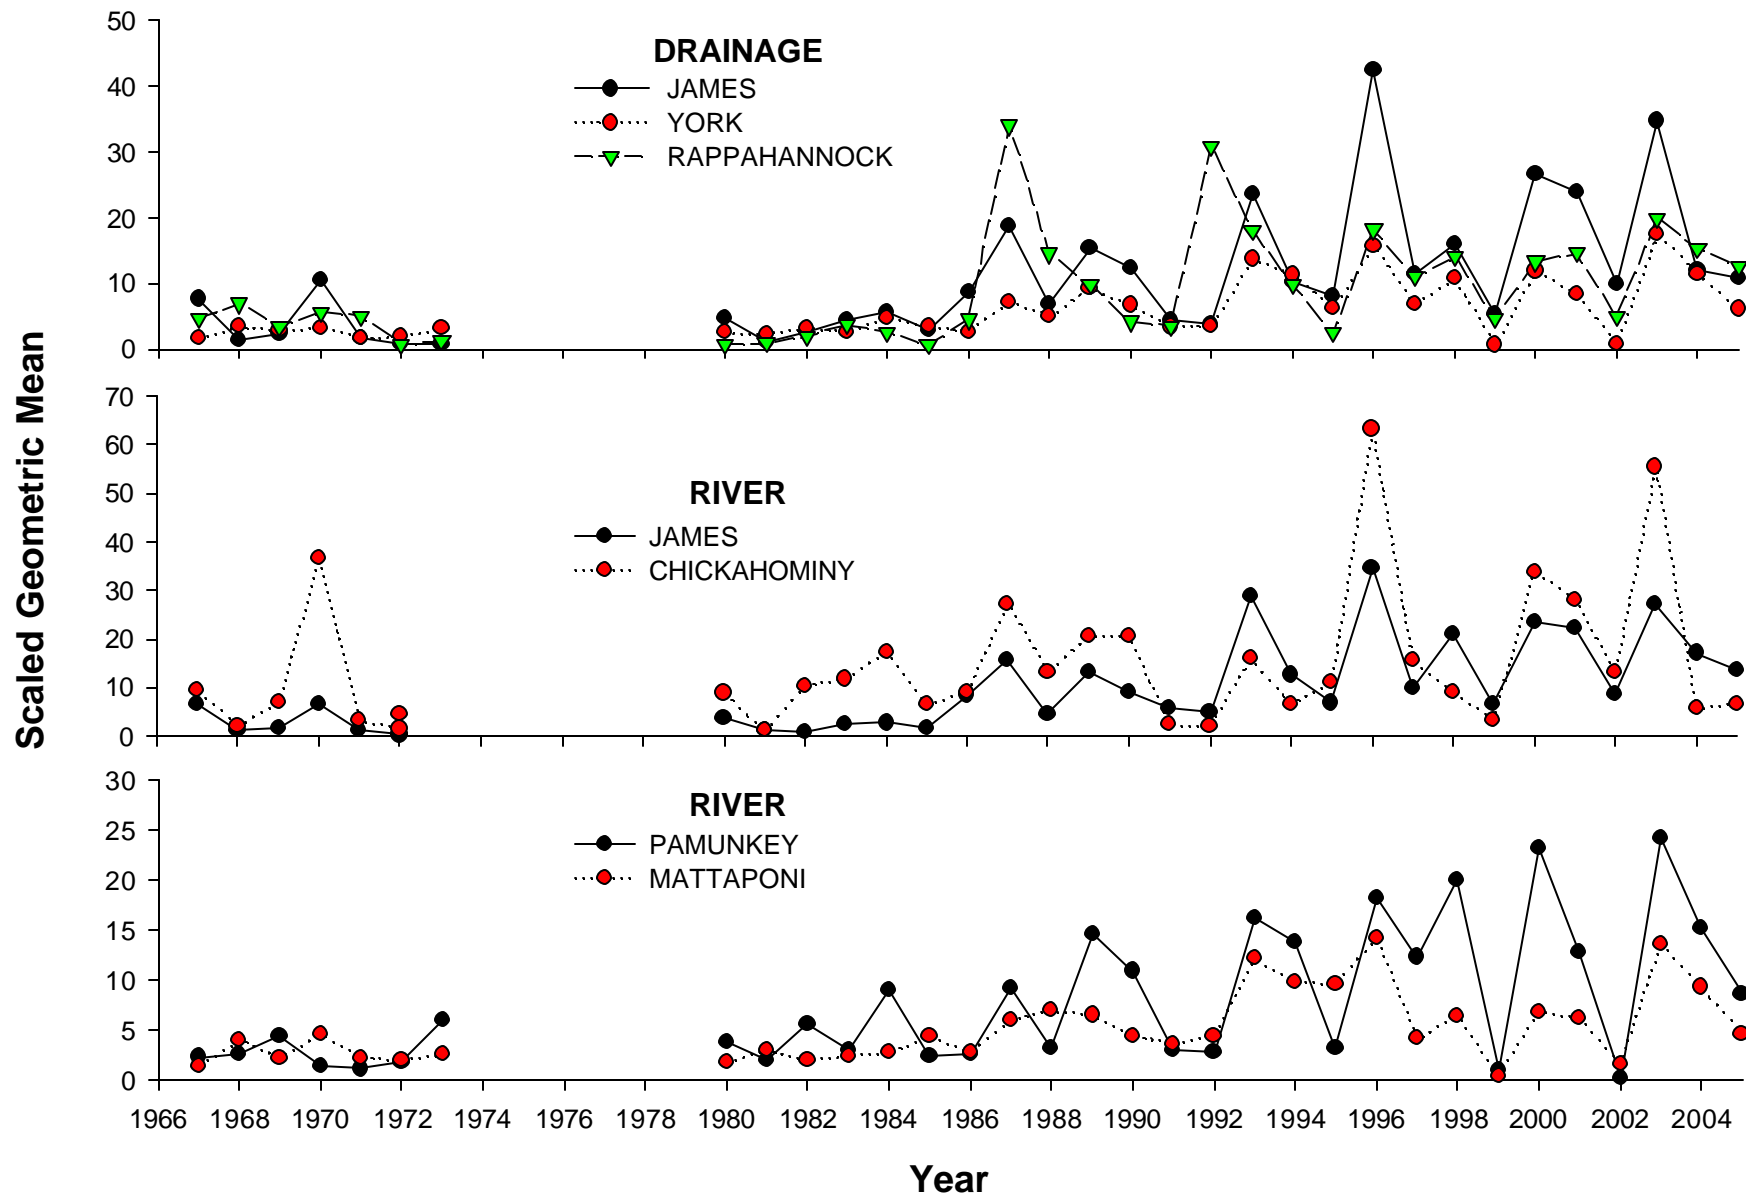 Scaled Geometric Mean
50
40
30
20
10
0
DRAINAGE
JAMES
YORK
RAPPAHANNOCK
70
60
50
40
30
20
10
0
RIVER
JAMES
CHICKAHOMINY
30
25
20
15
10
5
0
RIVER
PAMUNKEY
MATTAPONI
1966 1968 1970 1972 1974 1976 1978 1980 1982 1984 1986 1988 1990 1992 1994 1996 1998 2000 2002 2004
Year